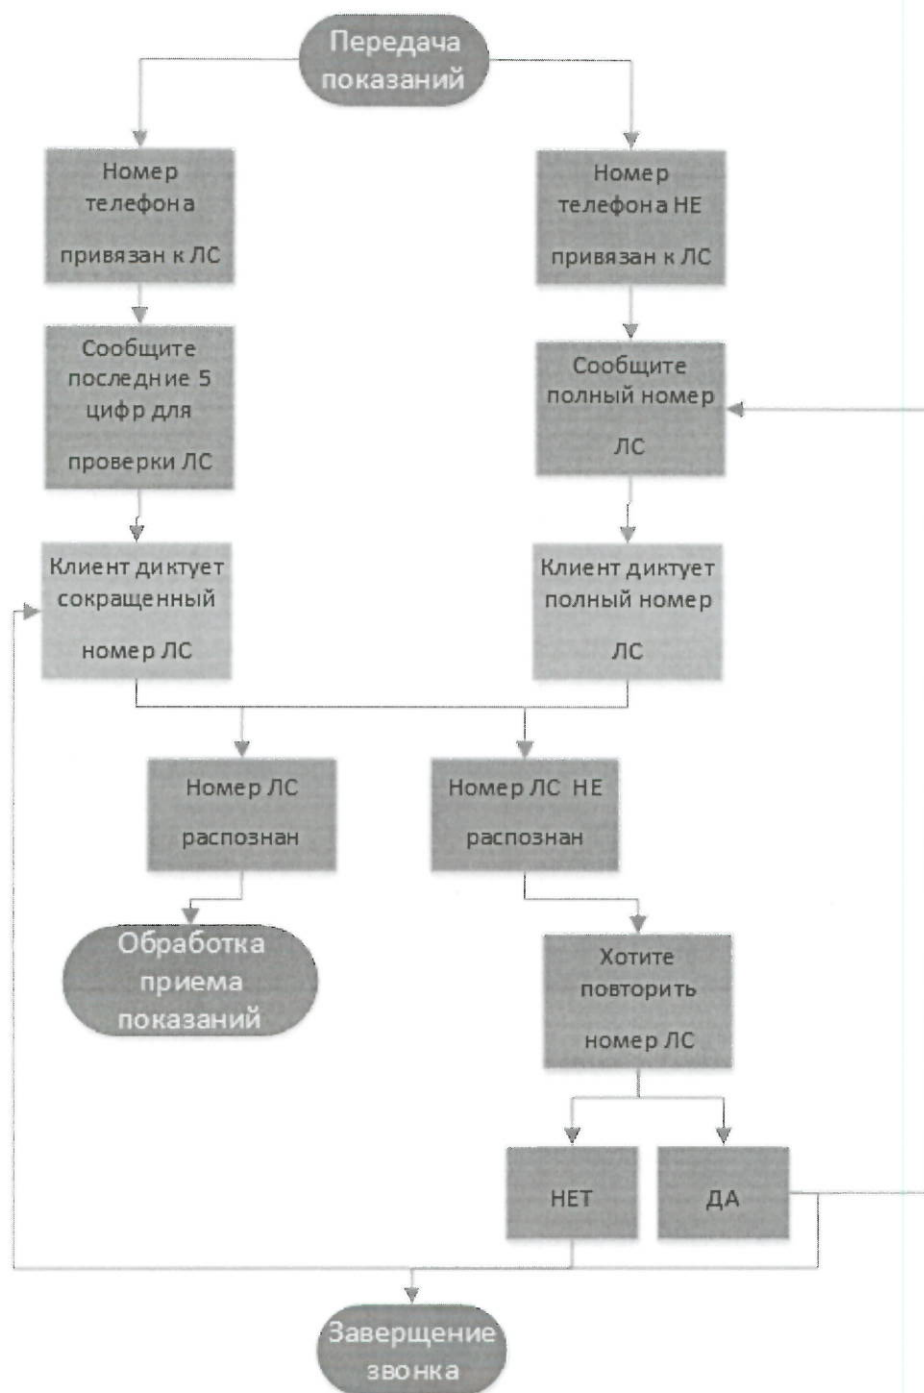 Передача
показаний
Номер
телефона
привязан к ЛС
Номер
телефона НЕ
привязан к ЛС
Сообщите
последние 5
цифр для
проверки ЛС
Сообщите
полный номер
ЛС
Клиент диктует
сокращенный
номер ЛС
Клиент диктует
полный номер
ЛС
Номер ЛС
распознан
Номер ЛС НЕ
распознан
Обработка
приема
показаний
Хотите
повторить
номер ЛС
НЕТ
ДА
Заверщение
звонка